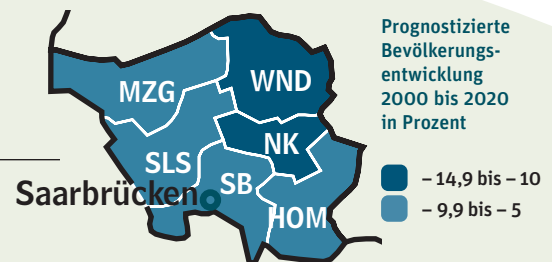 Prognostizierte
Bevölkerungs-
entwicklung
2000 bis 2020
in Prozent
– 14,9 bis – 10
– 9,9 bis – 5
MZG
WND
NK
SLS
SB
Saarbrücken
HOM